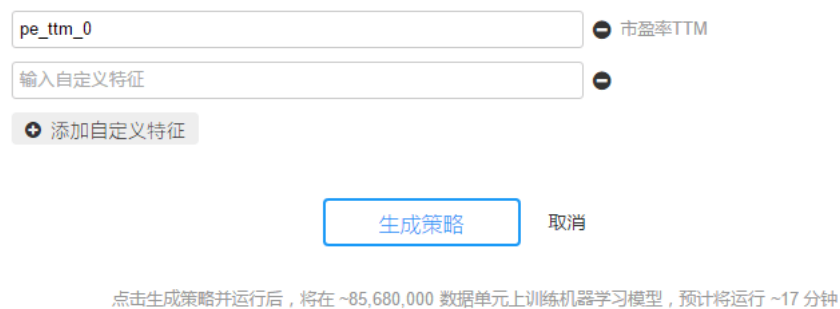 pe_ttm_0 市盈率TTM
输入自定义特征
添加自定义特征
生成策略 取消
点击生成策略并运行后，将在 ~85,680,000 数据单元上训练机器学习模型，预计将运行 ~17 分钟